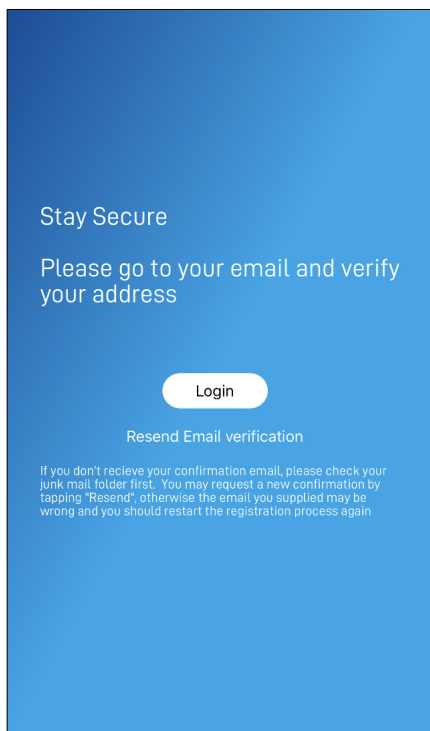 Stay Secure
Please go to your email and verify
your address
Login
Resend Email verification
If you don't recieve your confirmation email, please check your
junk mail folder first.  You may request a new confirmation by
tapping "Resend", otherwise the email you supplied may be
wrong and you should restart the registration process again